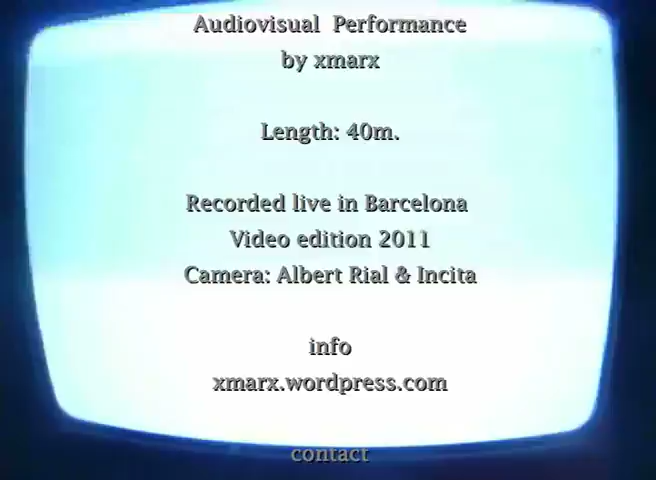 Audiovisual Performance
by xmarx
Length: 40m.
Recorded live in Barcelona
Video edition 2011
Camera: Albert Rial & Incita
info
xmarx.wordpress.com
contact